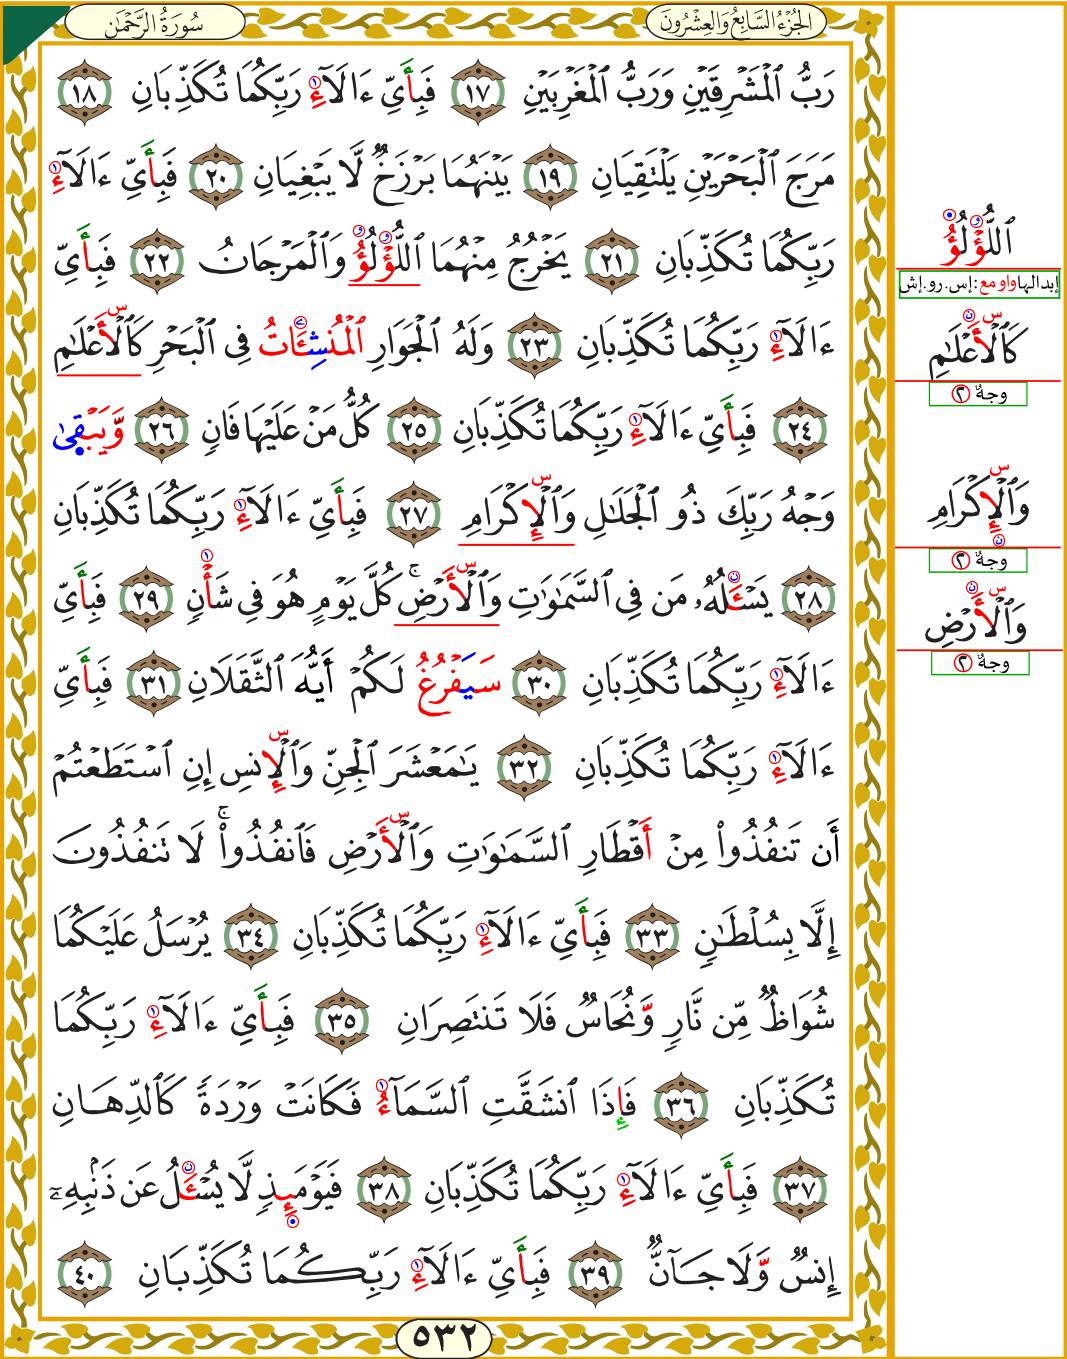 سُورَةُ الرَّحْمَٰن
الجُزْءُ السَّابِعُ وَالعِشْرُونَ
رَبُّ ٱلْمَشْرِقَيْنِ وَرَبُّ ٱلْمَغْرِبَيْنِ ١٧ فَبِأَيِّ ءَالَآءِ رَبِّكُمَا تُكَذِّبَانِ ١٨
مَرَجَ ٱلْبَحْرَيْنِ يَلْتَقِيَانِ ١٩ بَيْنَهُمَا بَرْزَخٌ لَّا يَبْغِيَانِ ٢٠ فَبِأَيِّ ءَالَآءِ
رَبِّكُمَا تُكَذِّبَانِ ٢١ يَخْرُجُ مِنْهُمَا ٱللُّؤْلُؤُ وَٱلْمَرْجَانُ ٢٢ فَبِأَيِّ
ءَالَآءِ رَبِّكُمَا تُكَذِّبَانِ ٢٣ وَلَهُ ٱلْجَوَارِ ٱلْمُنشِـَٔاتُ فِي ٱلْبَحْرِ كَٱلْأَعْلَٰمِ
٢٤ فَبِأَيِّ ءَالَآءِ رَبِّكُمَا تُكَذِّبَانِ ٢٥ كُلُّ مَنْ عَلَيْهَا فَانٍ ٢٦ وَّيَبْقَىٰ
وَجْهُ رَبِّكَ ذُو ٱلْجَلَٰلِ وَٱلْإِكْرَامِ ٢٧ فَبِأَيِّ ءَالَآءِ رَبِّكُمَا تُكَذِّبَانِ
٢٨ يَسْـَٔلُهُۥ مَن فِي ٱلسَّمَٰوَٰتِ وَٱلْأَرْضِۚ كُلَّ يَوْمٍ هُوَ فِي شَأْنٍ ٢٩ فَبِأَيِّ
ءَالَآءِ رَبِّكُمَا تُكَذِّبَانِ ٣٠ سَيَفْرُغُ لَكُمْ أَيُّهَ ٱلثَّقَلَانِ ٣١ فَبِأَيِّ
ءَالَآءِ رَبِّكُمَا تُكَذِّبَانِ ٣٢ يَٰمَعْشَرَ ٱلْجِنِّ وَٱلْإِنسِ إِنِ ٱسْتَطَعْتُمْ
أَن تَنفُذُوا۟ مِنْ أَقْطَارِ ٱلسَّمَٰوَٰتِ وَٱلْأَرْضِ فَٱنفُذُوا۟ۚ لَا تَنفُذُونَ
إِلَّا بِسُلْطَٰنٍ ٣٣ فَبِأَيِّ ءَالَآءِ رَبِّكُمَا تُكَذِّبَانِ ٣٤ يُرْسَلُ عَلَيْكُمَا
شُوَاظٌ مِّن نَّارٍ وَّنُحَاسٌ فَلَا تَنتَصِرَانِ ٣٥ فَبِأَيِّ ءَالَآءِ رَبِّكُمَا
تُكَذِّبَانِ ٣٦ فَإِذَا ٱنشَقَّتِ ٱلسَّمَآءُ فَكَانَتْ وَرْدَةً كَٱلدِّهَانِ
٣٧ فَبِأَيِّ ءَالَآءِ رَبِّكُمَا تُكَذِّبَانِ ٣٨ فَيَوْمَئِذٍ لَّا يُسْـَٔلُ عَن ذَنۢبِهِۦٓ
إِنسٌ وَّلَا جَآنٌّ ٣٩ فَبِأَيِّ ءَالَآءِ رَبِّكُمَا تُكَذِّبَانِ ٤٠
٥٣٢
ٱللُّؤْلُؤُ
إبدالها واو مع : إس. رو. إش
كَٱلْأَعْلَٰمِ
وجهٌ ٢
وَٱلْإِكْرَامِ
وجهٌ ٢
وَٱلْأَرْضِ
وجهٌ ٢